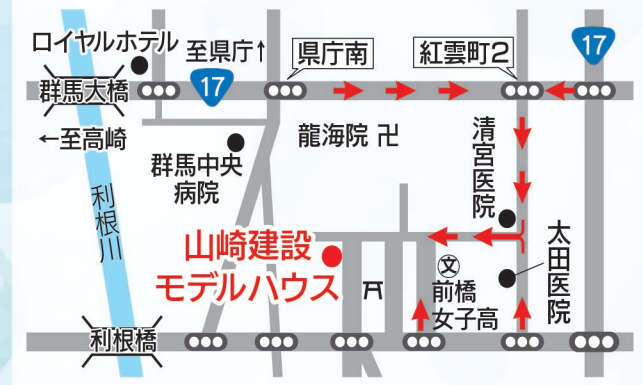 ロイヤルホテル
至県庁↑
県庁南
紅雲町2
17
群馬大橋
17
←至高崎
群馬中央
病院
龍海院 卍
清宮医院
利根川
太田医院
山崎建設
モデルハウス
文
前橋
女子高
利根橋